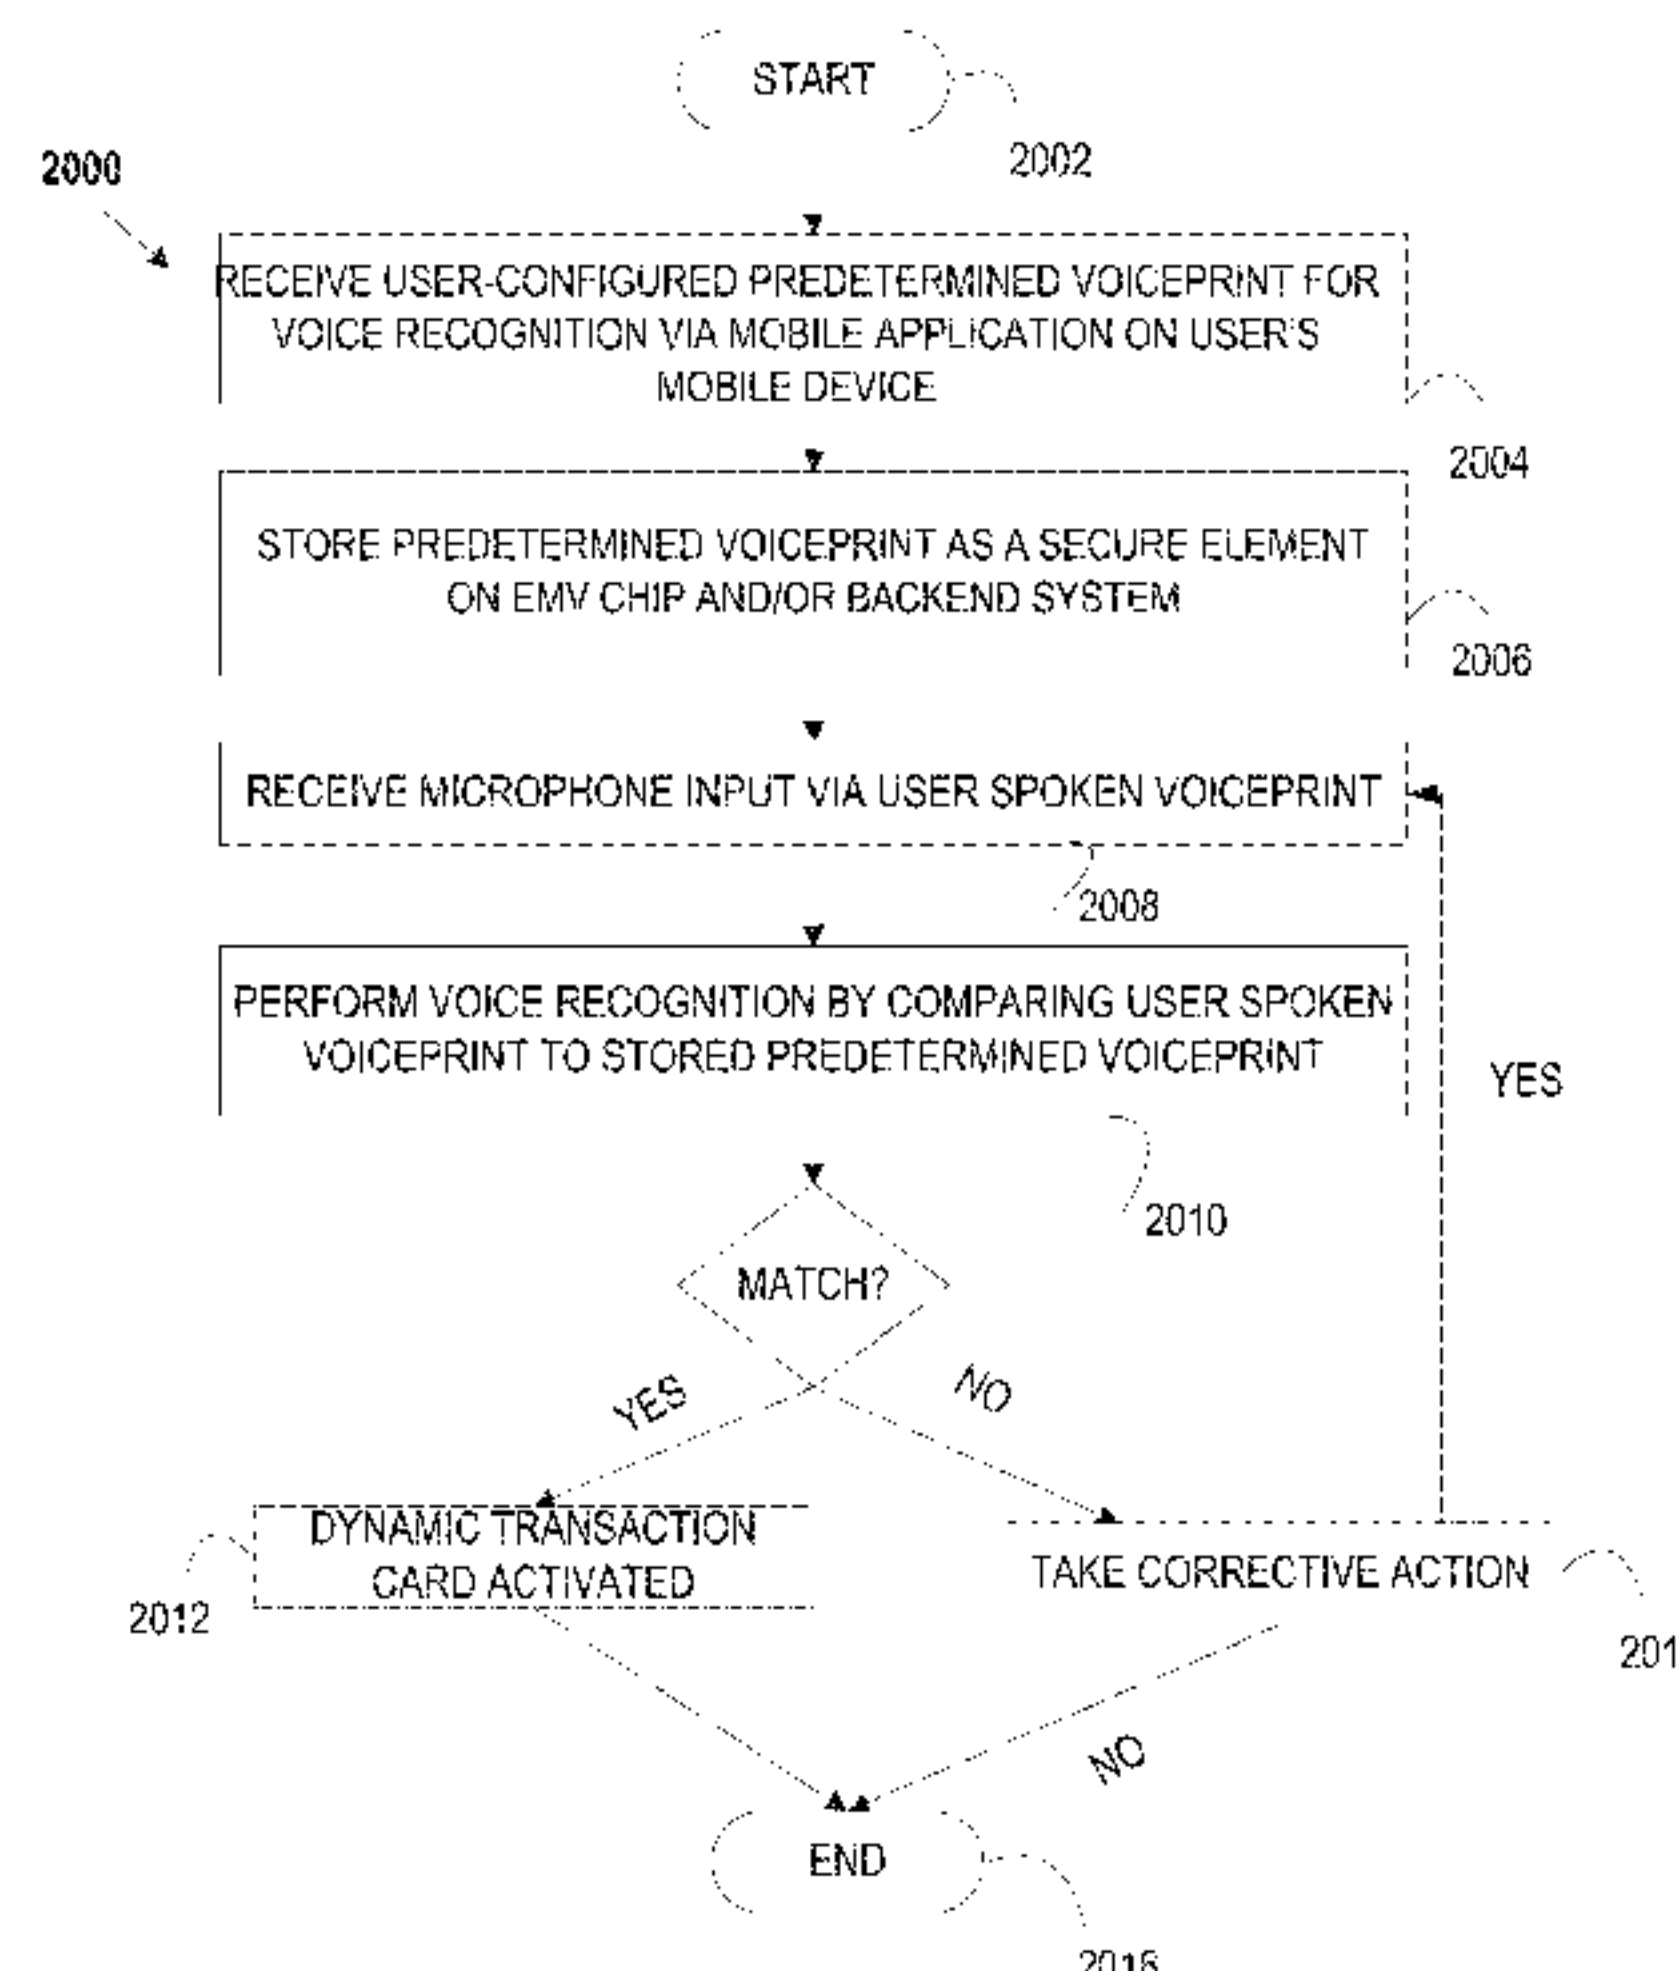 START
2002
2000
RECEIVE USER-CONFIGURED PREDETERMINED VOICEPRINT FOR
VOICE RECOGNITION VIA MOBILE APPLICATION ON USER'S
MOBILE DEVICE
2004
STORE PREDETERMINED VOICEPRINT AS A SECURE ELEMENT
ON EMV CHIP AND/OR BACKEND SYSTEM
2006
RECEIVE MICROPHONE INPUT VIA USER SPOKEN VOICEPRINT
2008
PERFORM VOICE RECOGNITION BY COMPARING USER SPOKEN
VOICEPRINT TO STORED PREDETERMINED VOICEPRINT
YES
2010
MATCH?
YES
NO
DYNAMIC TRANSACTION
CARD ACTIVATED
2012
TAKE CORRECTIVE ACTION
201
NO
END